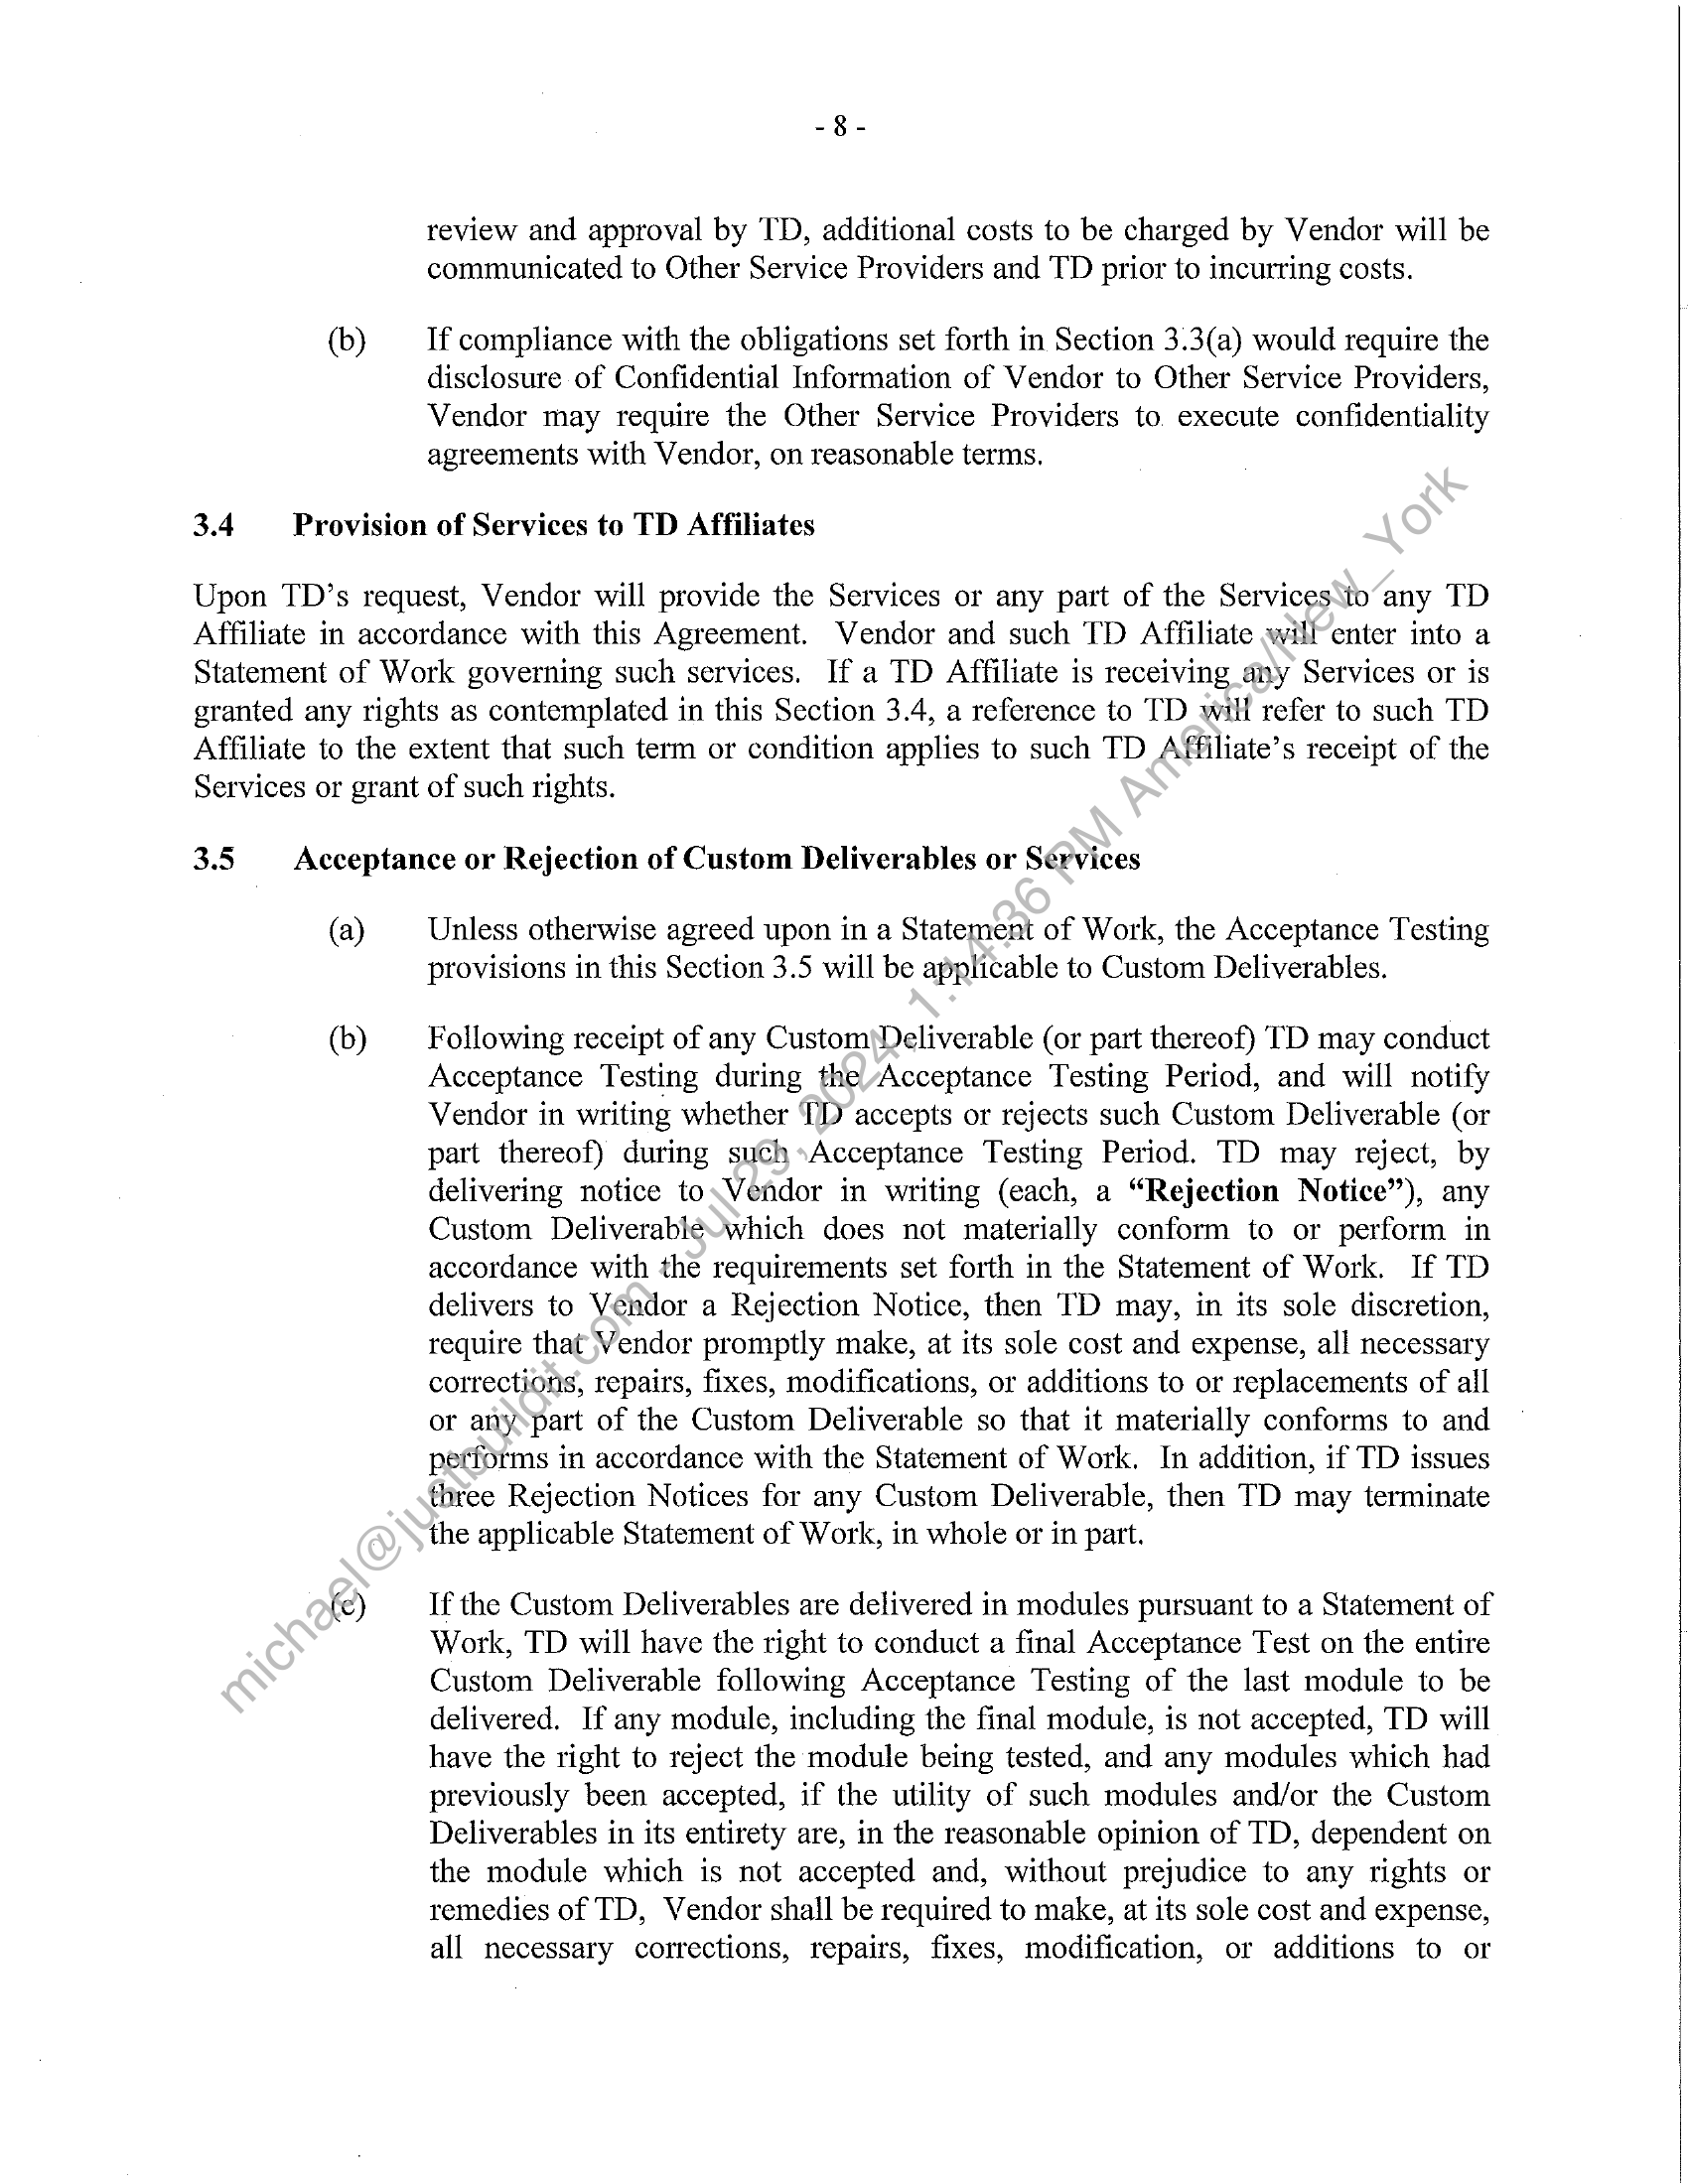 - 8 -
review and approval by TD, additional costs to be charged by Vendor will be
communicated to Other Service Providers and TD prior to incurring costs.
(b) If compliance with the obligations set forth in Section 3.3(a) would require the
disclosure of Confidential Information of Vendor to Other Service Providers,
Vendor may require the Other Service Providers to execute confidentiality
agreements with Vendor, on reasonable terms.
3.4 Provision of Services to TD Affiliates
Upon TD's request, Vendor will provide the Services or any part of the Services to any TD
Affiliate in accordance with this Agreement. Vendor and such TD Affiliate will enter into a
Statement of Work governing such services. If a TD Affiliate is receiving any Services or is
granted any rights as contemplated in this Section 3.4, a reference to TD will refer to such TD
Affiliate to the extent that such term or condition applies to such TD Affiliate's receipt of the
Services or grant of such rights.
3.5 Acceptance or Rejection of Custom Deliverables or Services
(a) Unless otherwise agreed upon in a Statement of Work, the Acceptance Testing
provisions in this Section 3.5 will be applicable to Custom Deliverables.
(b) Following receipt of any Custom Deliverable (or part thereof) TD may conduct
Acceptance Testing during the Acceptance Testing Period, and will notify
Vendor in writing whether TD accepts or rejects such Custom Deliverable (or
part thereof) during such Acceptance Testing Period. TD may reject, by
delivering notice to Vendor in writing (each, a “Rejection Notice”), any
Custom Deliverable which does not materially conform to or perform in
accordance with the requirements set forth in the Statement of Work. If TD
delivers to Vendor a Rejection Notice, then TD may, in its sole discretion,
require that Vendor promptly make, at its sole cost and expense, all necessary
corrections, repairs, fixes, modifications, or additions to or replacements of all
or any part of the Custom Deliverable so that it materially conforms to and
performs in accordance with the Statement of Work. In addition, if TD issues
three Rejection Notices for any Custom Deliverable, then TD may terminate
the applicable Statement of Work, in whole or in part.
(c) If the Custom Deliverables are delivered in modules pursuant to a Statement of
Work, TD will have the right to conduct a final Acceptance Test on the entire
Custom Deliverable following Acceptance Testing of the last module to be
delivered. If any module, including the final module, is not accepted, TD will
have the right to reject the module being tested, and any modules which had
previously been accepted, if the utility of such modules and/or the Custom
Deliverables in its entirety are, in the reasonable opinion of TD, dependent on
the module which is not accepted and, without prejudice to any rights or
remedies of TD, Vendor shall be required to make, at its sole cost and expense,
all necessary corrections, repairs, fixes, modification, or additions to or
michael@justbuildit.com - Jul 29, 2024, 1:14:36 PM America/New_York